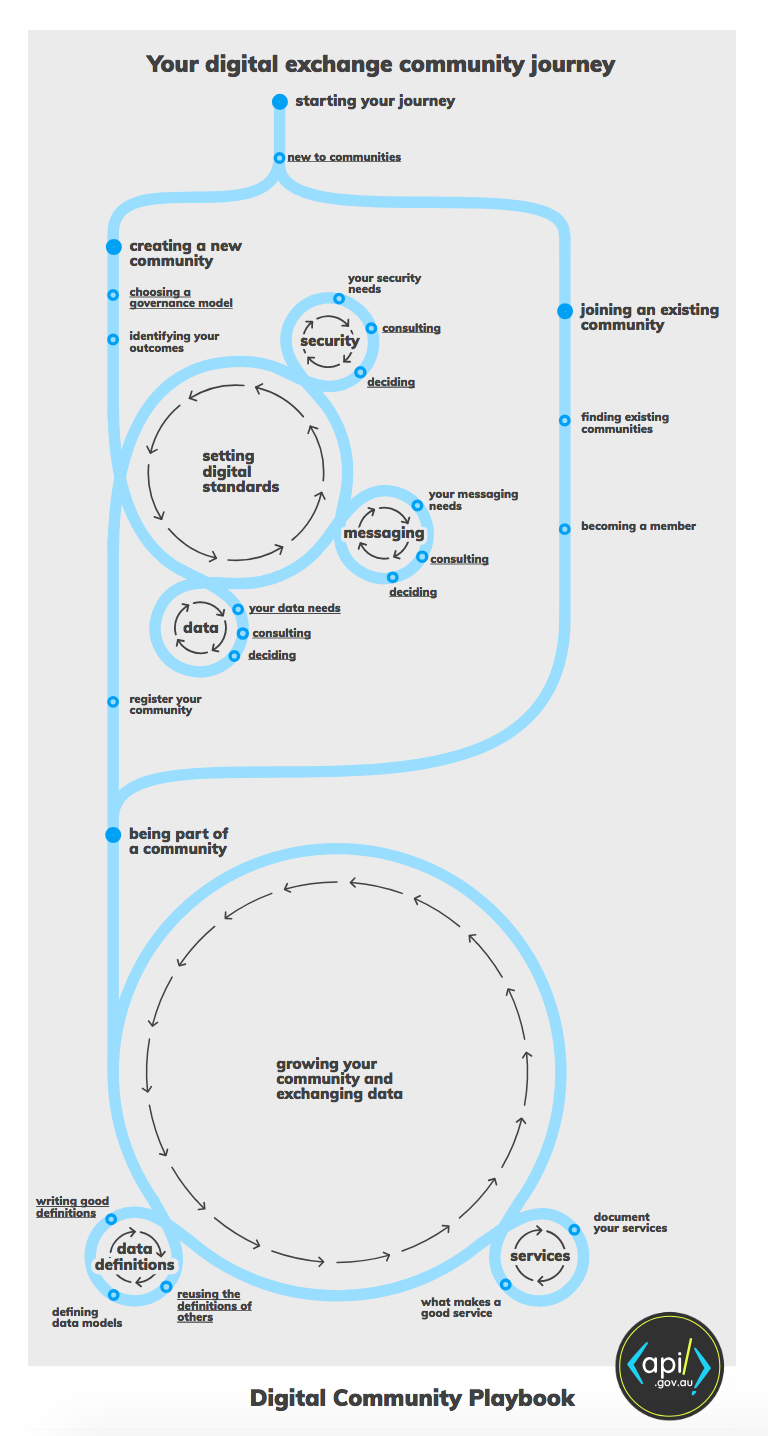 Your digital exchange community journey
starting your journey
new to communities
creating a new
community
choosing a
governance model
identifying your
outcomes
your security
needs
security
consulting
deciding
joining an existing
community
finding existing
communities
becoming a member
setting
digital
standards
your messaging
needs
messaging
consulting
deciding
your data needs
data
consulting
deciding
register your
community
being part of
a community
growing your
community and
exchanging data
writing good
definitions
data
definitions
defining
data models
reusing the
definitions of
others
document
your services
services
what makes a
good service
api/
.gov.au
Digital Community Playbook